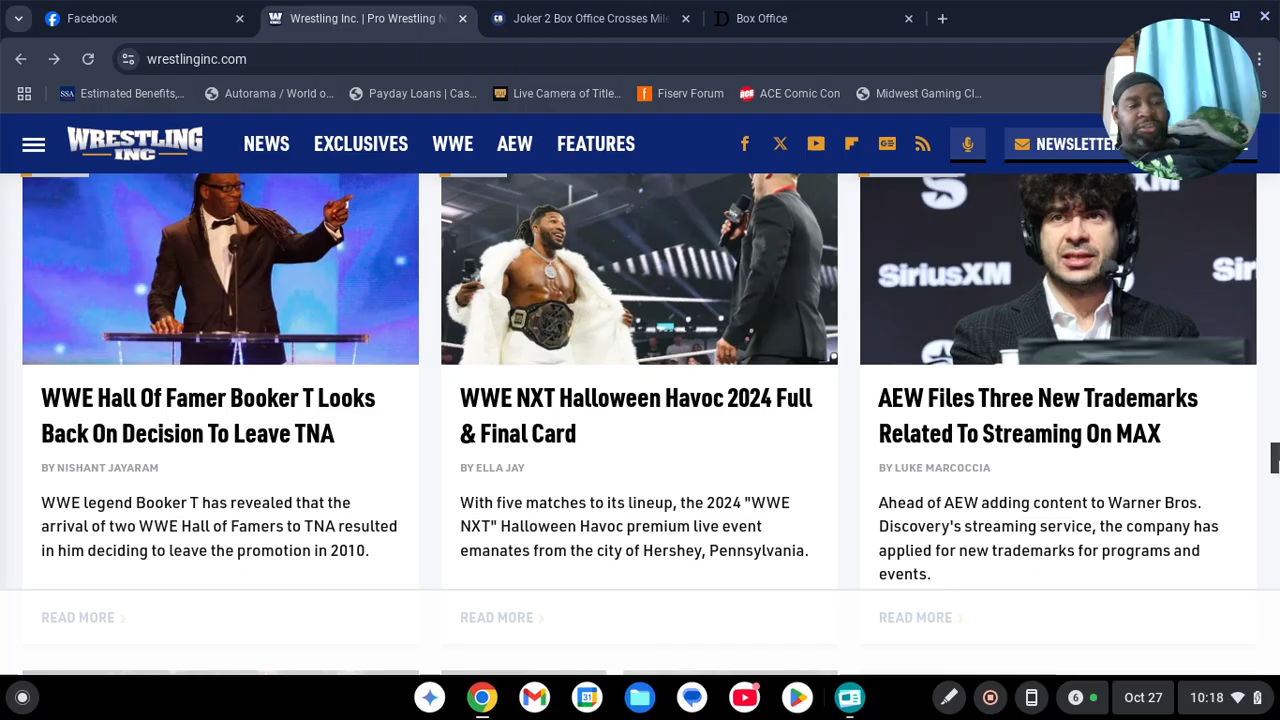 Facebook
Wrestling Inc. | Pro Wrestling N
Joker 2 Box Office Crosses Mile
Box Office
wrestlinginc.com
Estimated Benefits,...
Autorama / World o...
Payday Loans | Cas...
Live Camera of Title...
Fiserv Forum
ACE Comic Con
Midwest Gaming Cl...
WRESTLING
INC
NEWS
EXCLUSIVES
WWE
AEW
FEATURES
NEWSLETTER
SiriusXM
WWE Hall Of Famer Booker T Looks
Back On Decision To Leave TNA
BY NISHANT JAYARAM
WWE legend Booker T has revealed that the
arrival of two WWE Hall of Famers to TNA resulted
in him deciding to leave the promotion in 2010.
READ MORE
WWE NXT Halloween Havoc 2024 Full
& Final Card
BY ELLA JAY
With five matches to its lineup, the 2024 "WWE
NXT" Halloween Havoc premium live event
emanates from the city of Hershey, Pennsylvania.
READ MORE
AEW Files Three New Trademarks
Related To Streaming On MAX
BY LUKE MARCOCCIA
Ahead of AEW adding content to Warner Bros.
Discovery's streaming service, the company has
applied for new trademarks for programs and
events.
READ MORE
6
Oct 27
10:18